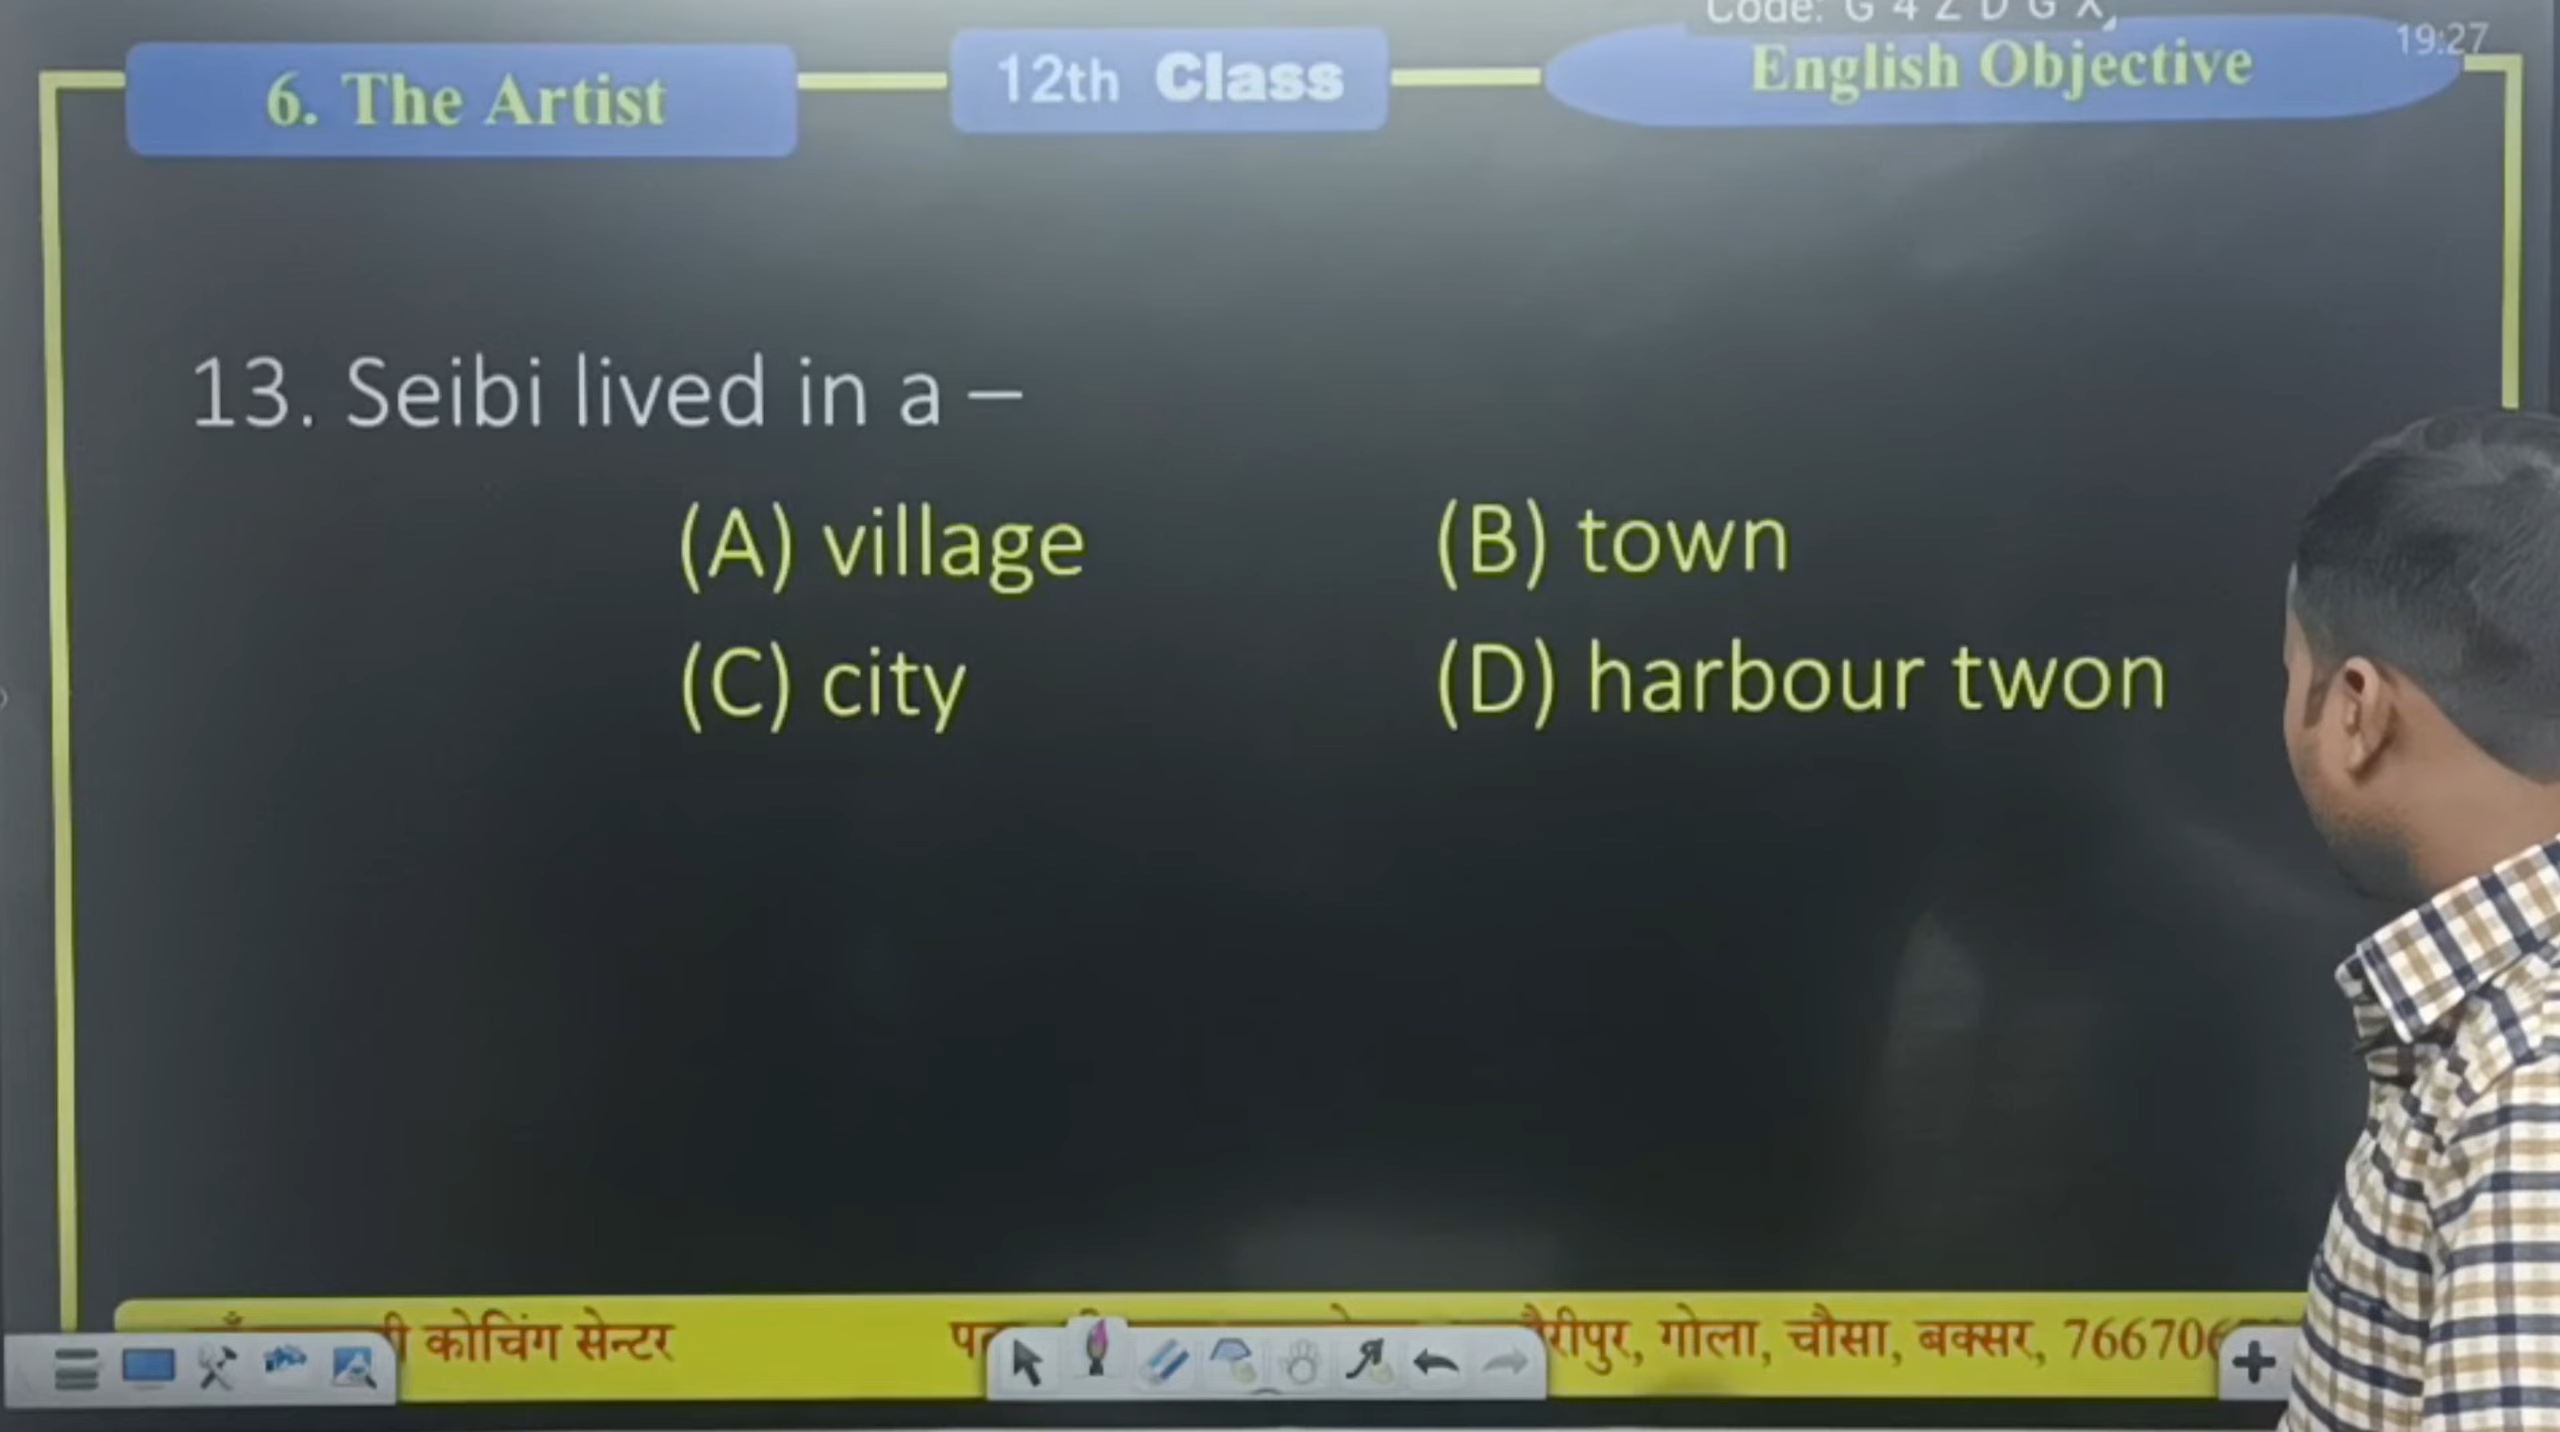 Code: G 4 Z D G X
19:27
6. The Artist
12th Class
English Objective
13. Seibi lived in a –
(A) village
(B) town
(C) city
(D) harbour twon
कोचिंग सेन्टर
गोला, चौसा, बक्सर, 766706